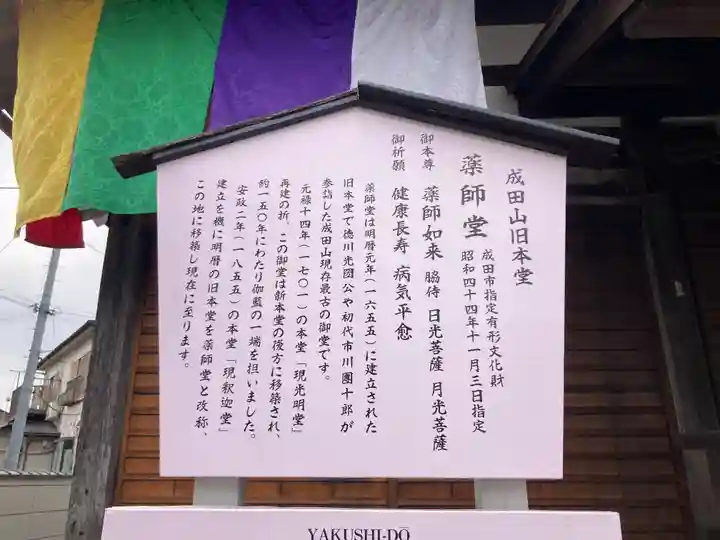 成田山旧本堂
薬師堂
成田市指定有形文化財
昭和四十四年十一月三日指定
御本尊 薬師如来 脇侍 日光菩薩 月光菩薩
御祈願 健康長寿 病気平愈
薬師堂は明暦元年(一六五五)に建立された
旧本堂で徳川光圀公や初代市川團十郎が
参詣した成田山現存最古の御堂です。
元禄十四年(一七〇一)の本堂「現光明堂」
再建の折、この御堂は新本堂の後方に移築され、
約一五〇年にわたり伽藍の一端を担いました。
安政二年(一八五五)の本堂「現釈迦堂」
建立を機に明暦の旧本堂を薬師堂と改称、
この地に移築し現在に至ります。
YAKUSHI-DŌ